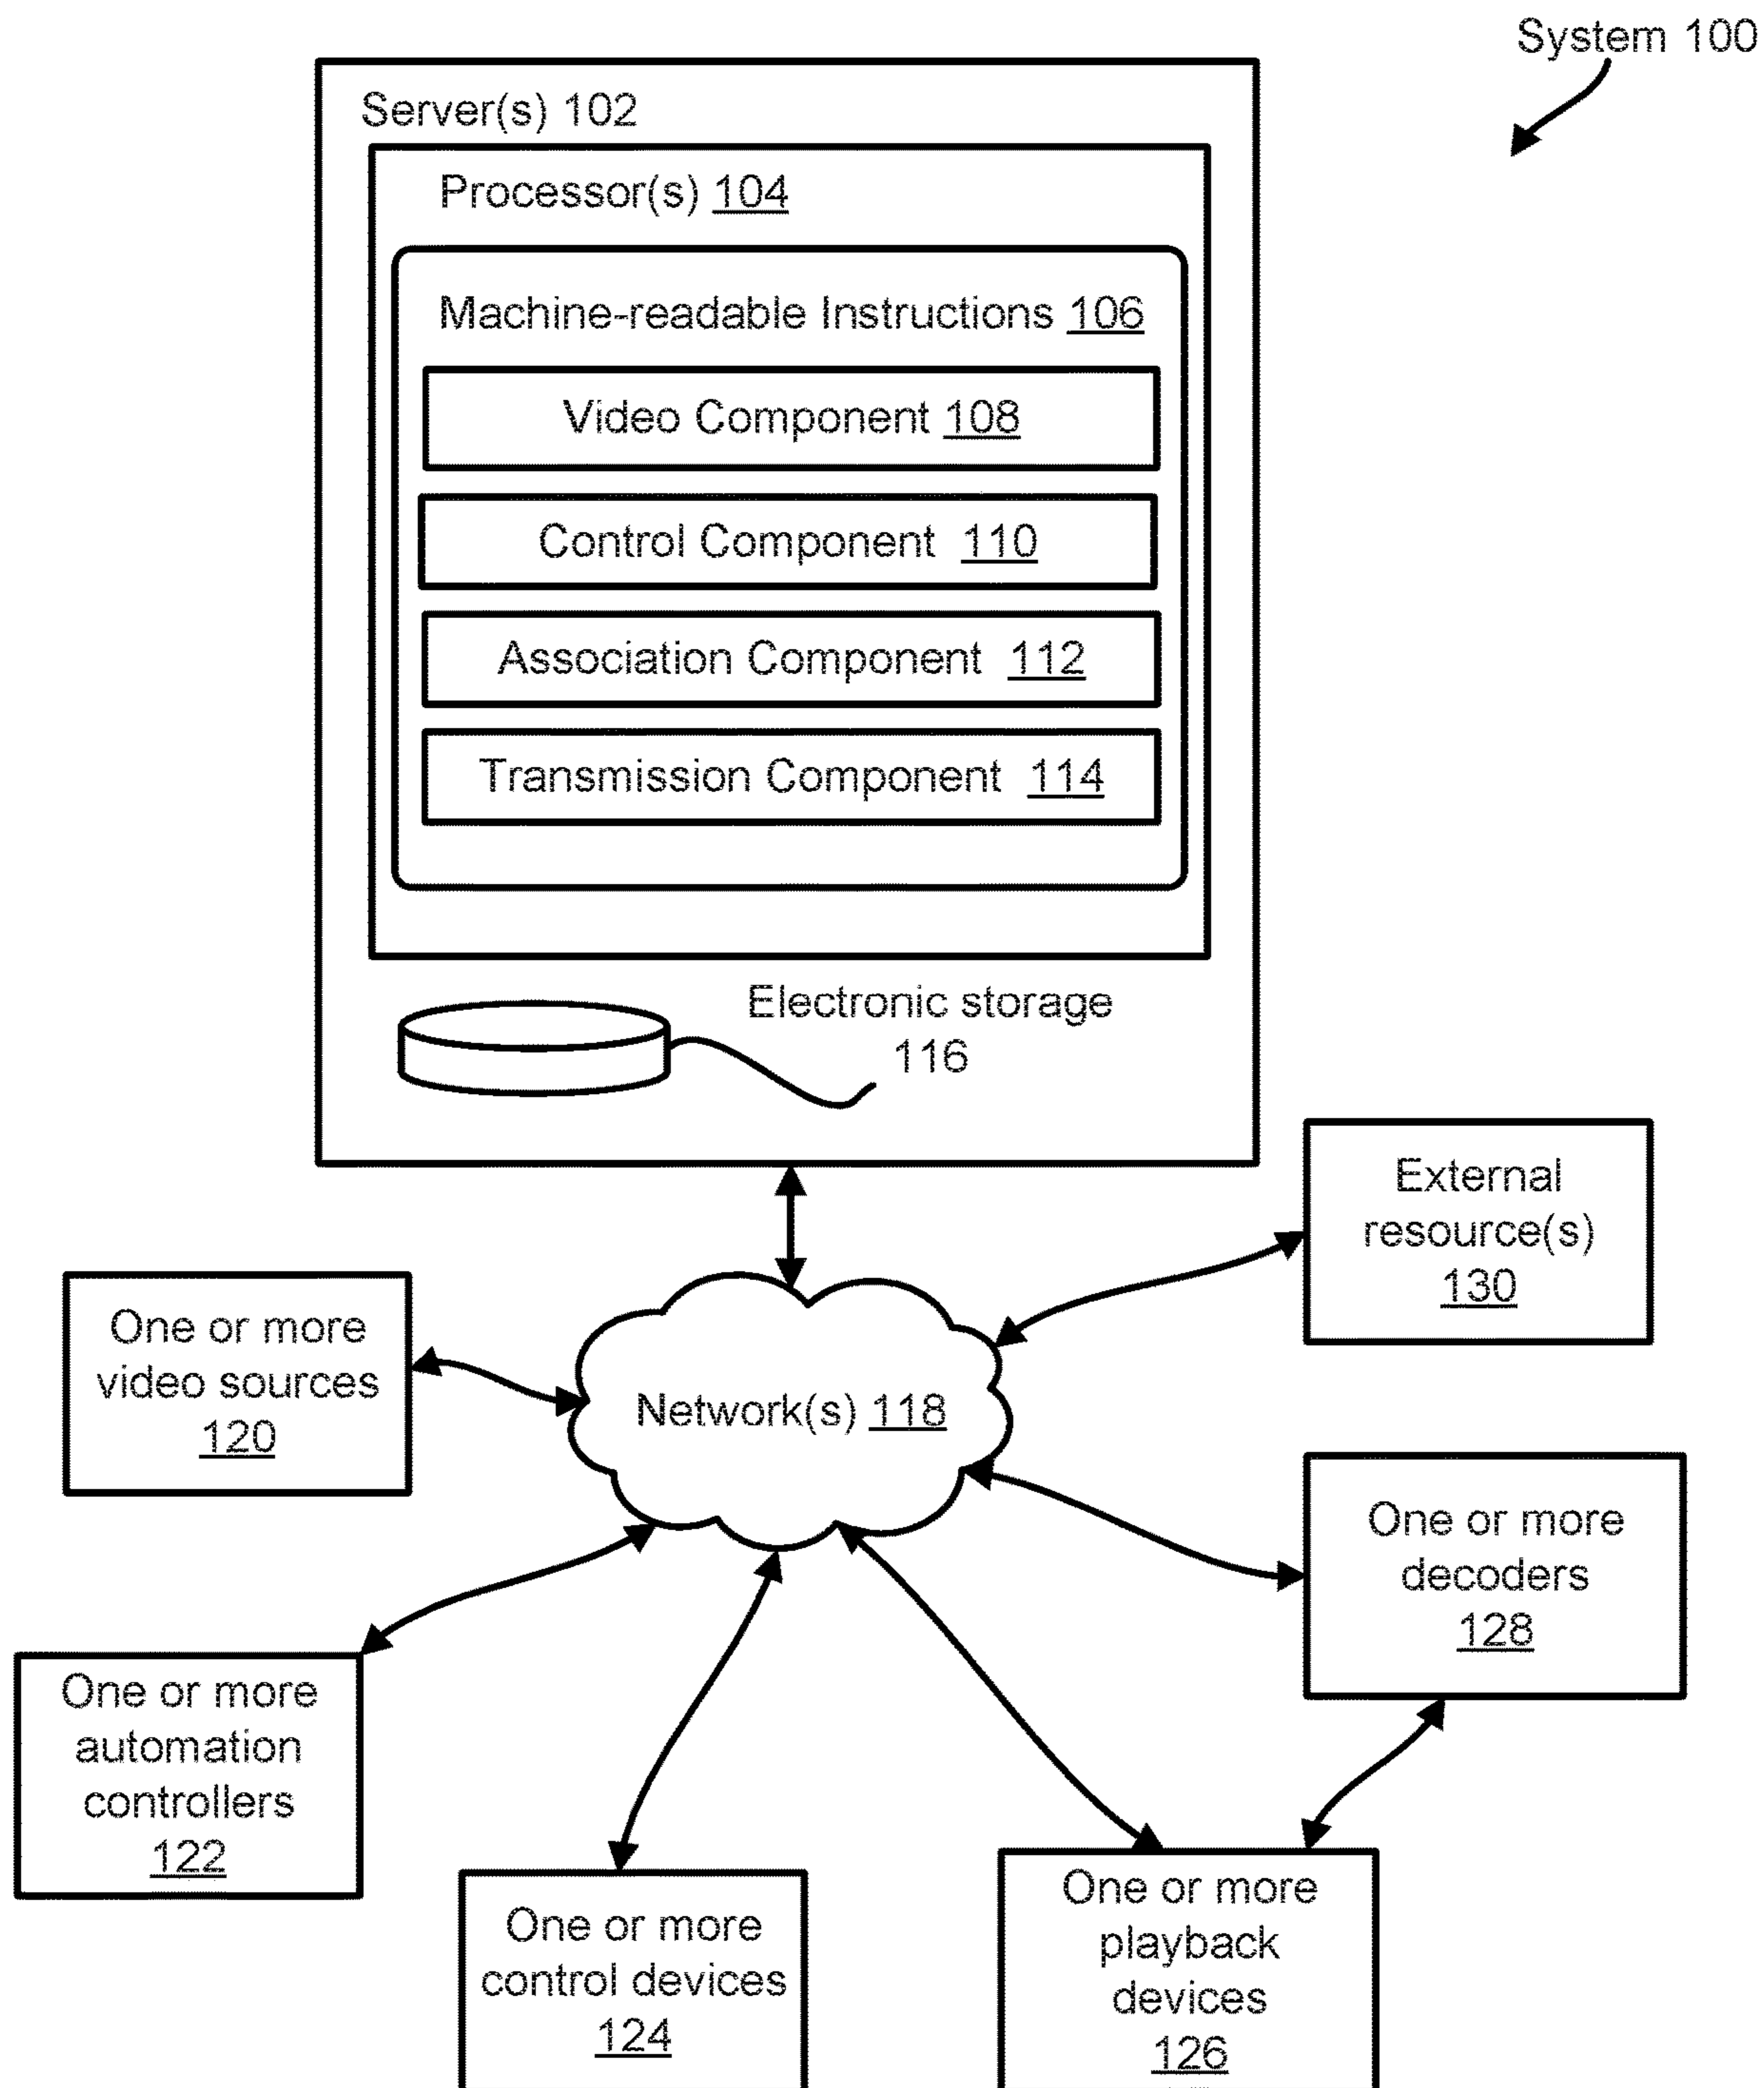 System 100
Server(s) 102
Processor(s) 104
Machine-readable Instructions 106
Video Component 108
Control Component 110
Association Component 112
Transmission Component 114
Electronic storage
116
External
resource(s)
130
One or more
video sources
120
Network(s) 118
One or more
decoders
128
One or more
automation
controllers
122
One or more
control devices
124
One or more
playback
devices
126